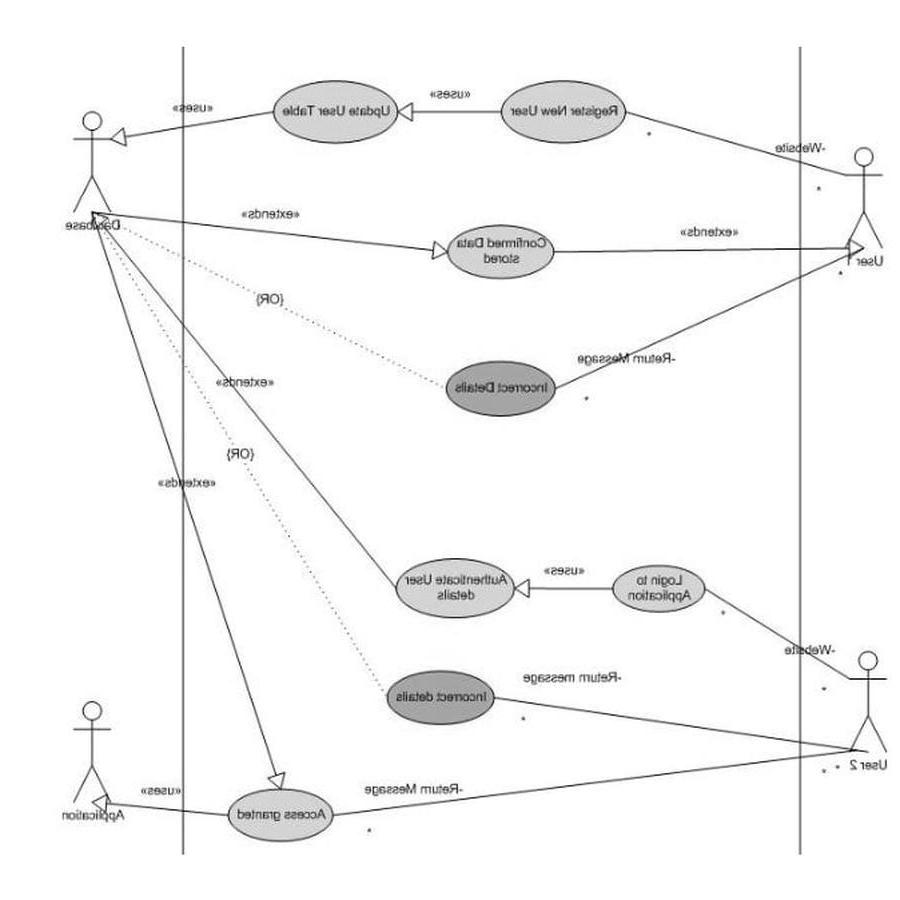 «uses»
«uses»
Update User Table
Register New User
-Website
Database
«extends»
«extends»
Confirmed Data
stored
User 1
{OR}
-Return Message
Incorrect Details
«extends»
{OR}
«extends»
«uses»
Authenticate User
details
Login to
Application
-Website
-Return message
Incorrect details
User 2
«uses»
-Return Message
Application
Access granted